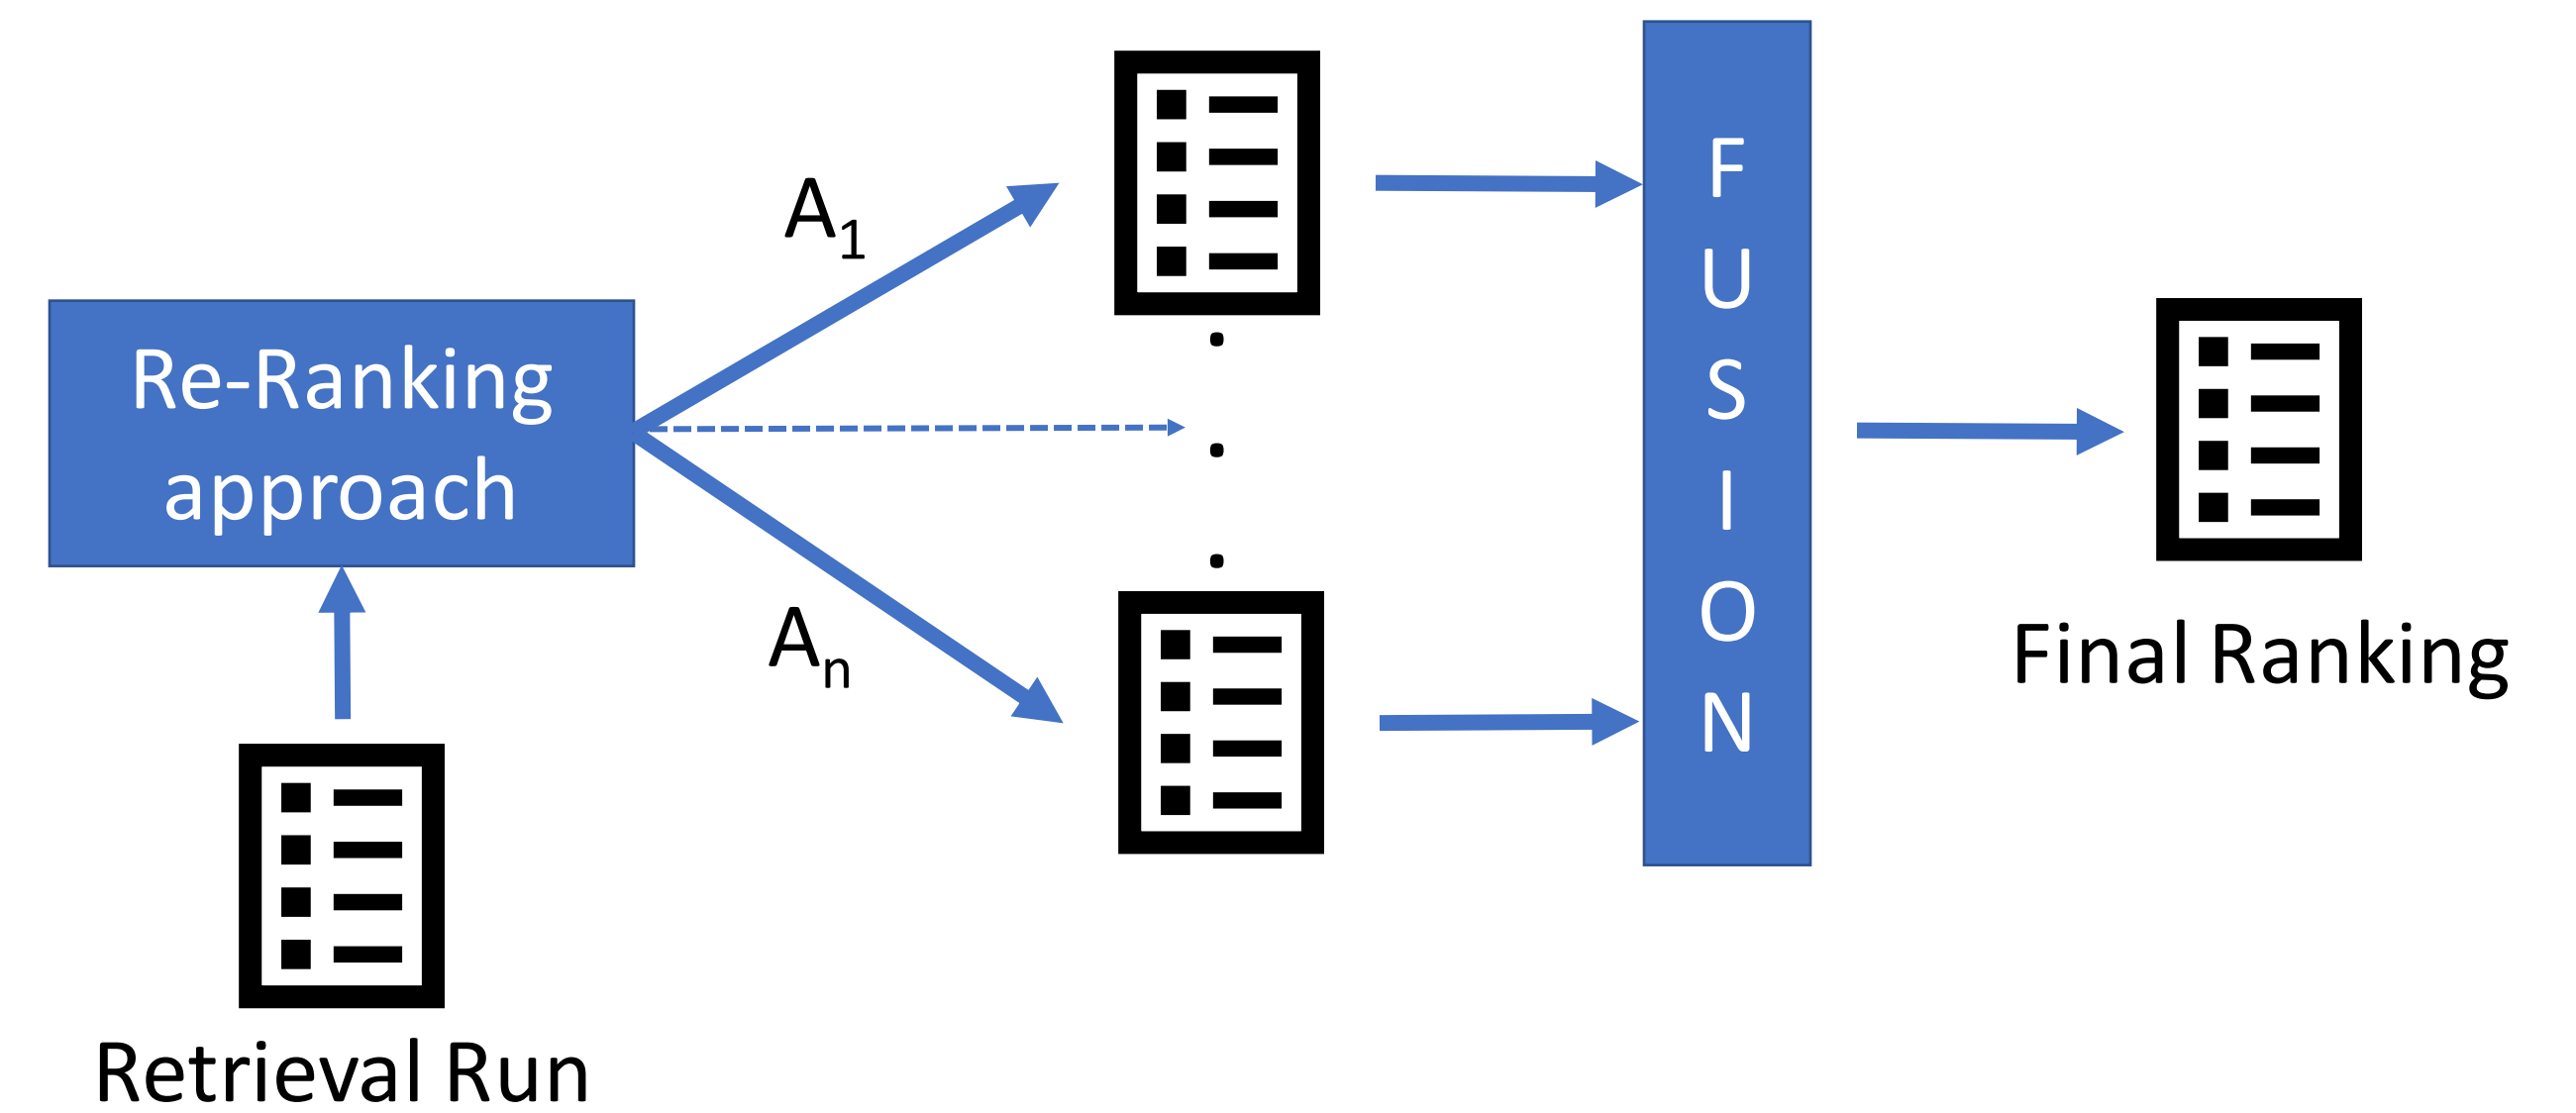 Re-Ranking
approach
Retrieval Run
A₁
Aₙ
F
U
S
I
O
N
Final Ranking